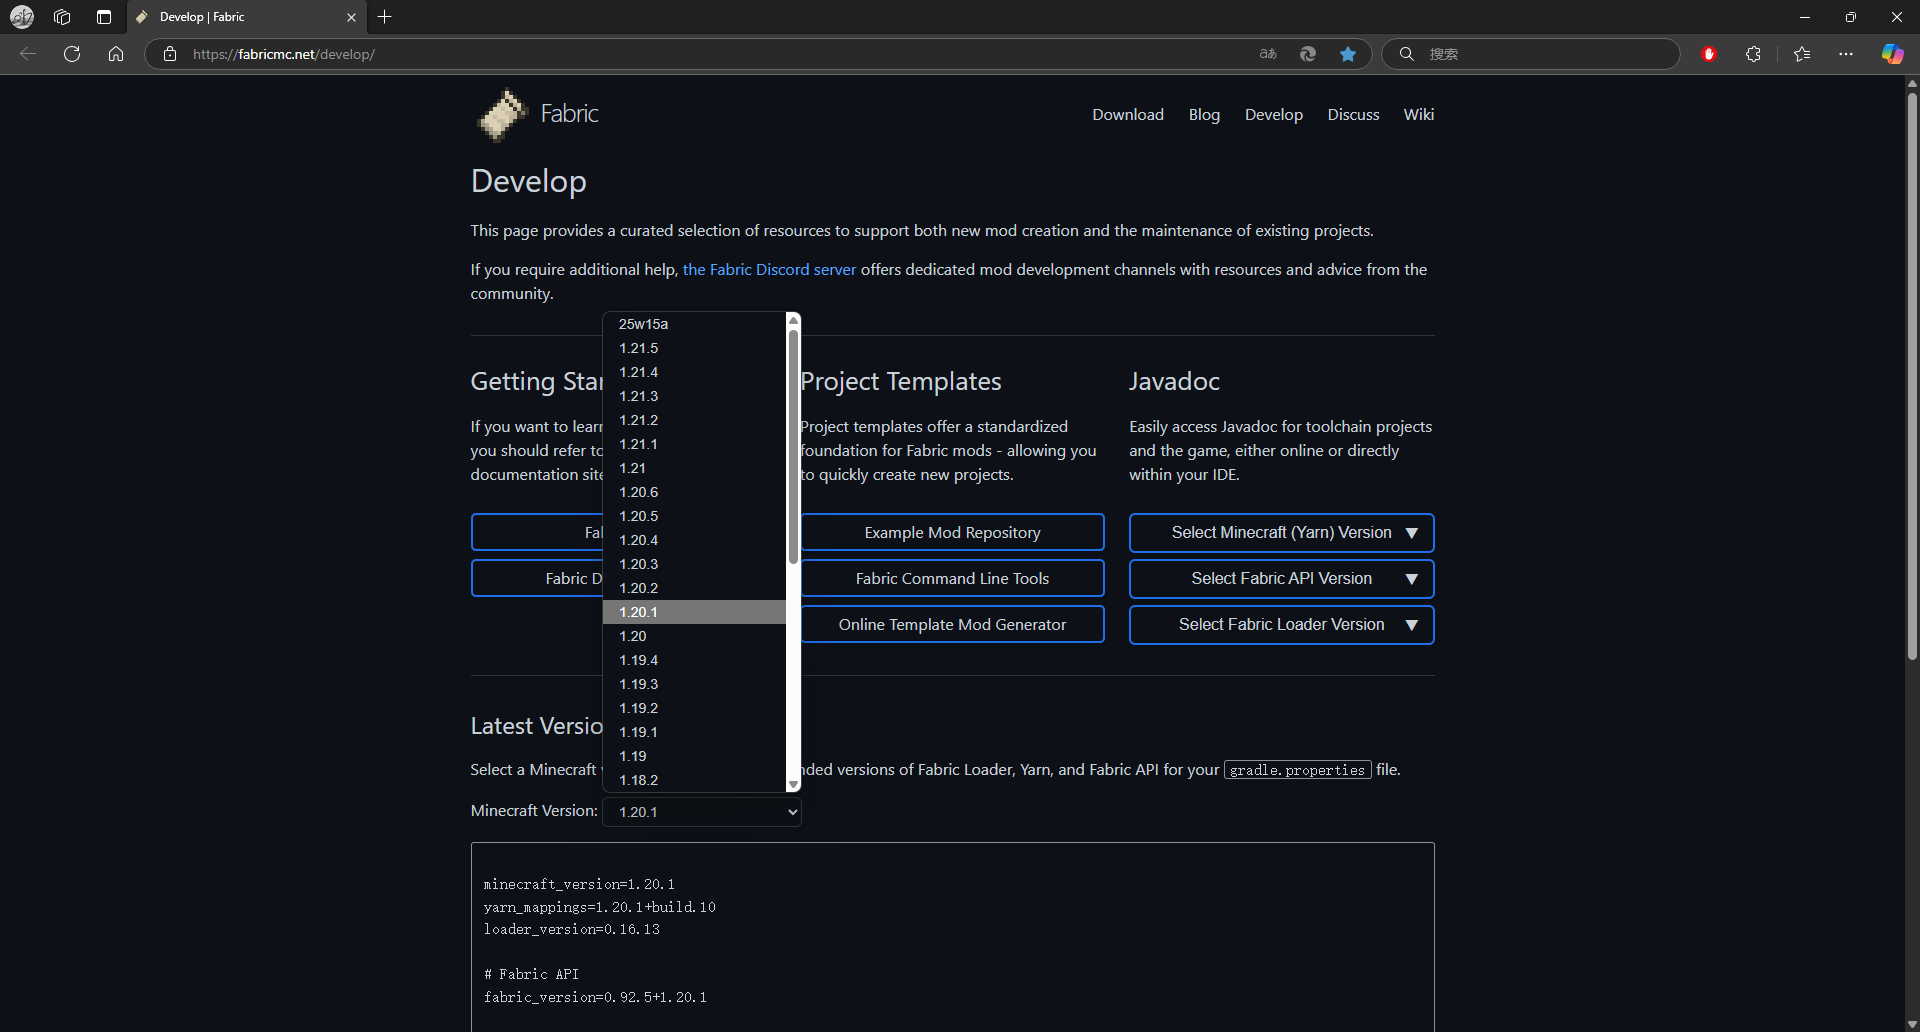 Develop | Fabric
https://fabricmc.net/develop/
搜索
Fabric
Download
Blog
Develop
Discuss
Wiki
Develop
This page provides a curated selection of resources to support both new mod creation and the maintenance of existing projects.
If you require additional help, the Fabric Discord server offers dedicated mod development channels with resources and advice from the
community.
Getting Star
If you want to learn
you should refer to
documentation site
Fab
Fabric D
25w15a
1.21.5
1.21.4
1.21.3
1.21.2
1.21.1
1.21
1.20.6
1.20.5
1.20.4
1.20.3
1.20.2
1.20.1
1.20
1.19.4
1.19.3
1.19.2
1.19.1
1.19
1.18.2
Project Templates
Project templates offer a standardized
foundation for Fabric mods - allowing you
to quickly create new projects.
Example Mod Repository
Fabric Command Line Tools
Online Template Mod Generator
Javadoc
Easily access Javadoc for toolchain projects
and the game, either online or directly
within your IDE.
Select Minecraft (Yarn) Version ▼
Select Fabric API Version ▼
Select Fabric Loader Version ▼
Latest Versio
Select a Minecraft nded versions of Fabric Loader, Yarn, and Fabric API for your gradle.properties file.
Minecraft Version: 1.20.1
minecraft_version=1.20.1
yarn_mappings=1.20.1+build.10
loader_version=0.16.13
# Fabric API
fabric_version=0.92.5+1.20.1